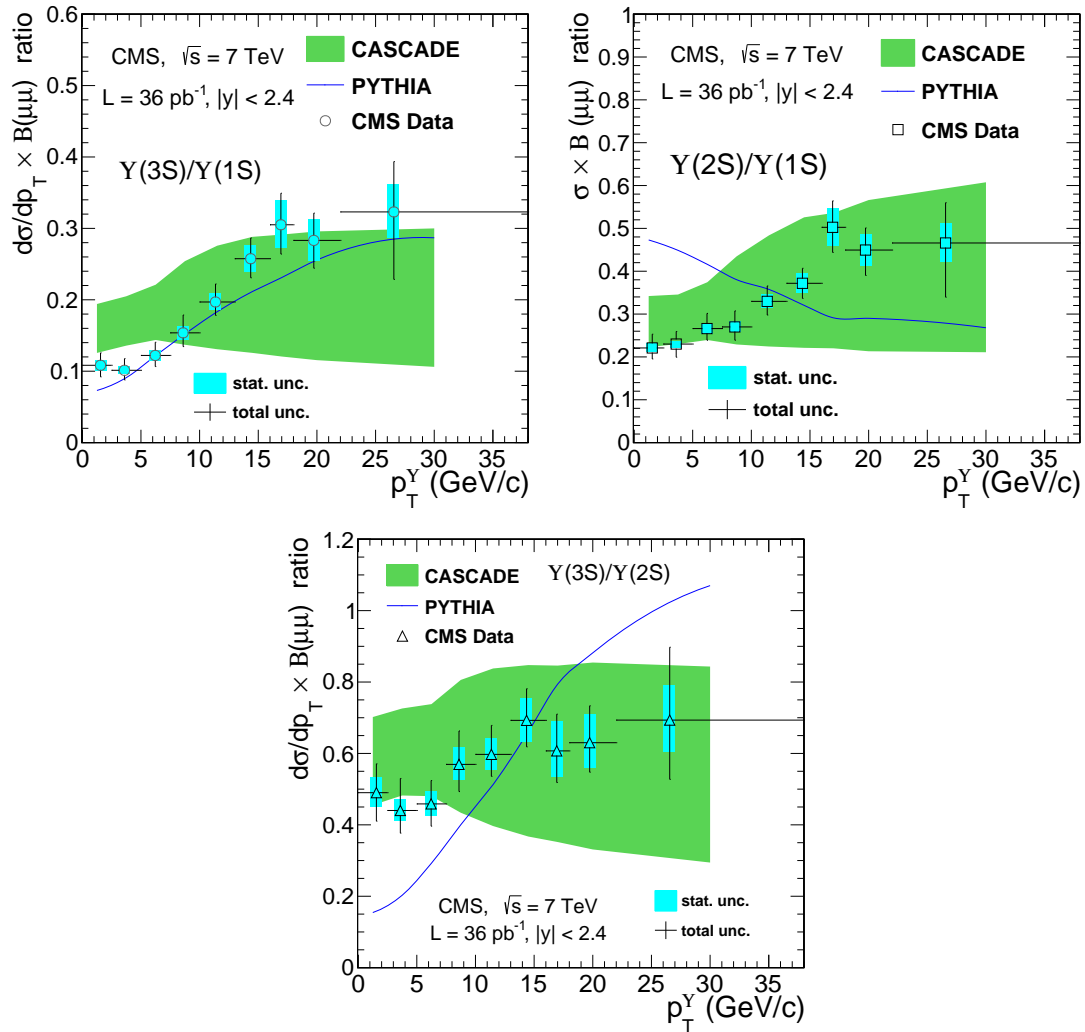 dσ/dp_T × B(μμ) ratio
0.6
0.5
0.4
0.3
0.2
0.1
0
CMS, √s = 7 TeV
L = 36 pb⁻¹, |y| < 2.4
CASCADE
PYTHIA
CMS Data
Υ(3S)/Υ(1S)
stat. unc.
total unc.
0 5 10 15 20 25 30 35
p_T^Υ (GeV/c)
σ × B (μμ) ratio
1
0.9
0.8
0.7
0.6
0.5
0.4
0.3
0.2
0.1
0
CMS, √s = 7 TeV
L = 36 pb⁻¹, |y| < 2.4
CASCADE
PYTHIA
CMS Data
Υ(2S)/Υ(1S)
stat. unc.
total unc.
0 5 10 15 20 25 30 35
p_T^Υ (GeV/c)
dσ/dp_T × B(μμ) ratio
1.2
1
0.8
0.6
0.4
0.2
0
CASCADE
PYTHIA
CMS Data
Υ(3S)/Υ(2S)
CMS, √s = 7 TeV
L = 36 pb⁻¹, |y| < 2.4
stat. unc.
total unc.
0 5 10 15 20 25 30 35
p_T^Υ (GeV/c)